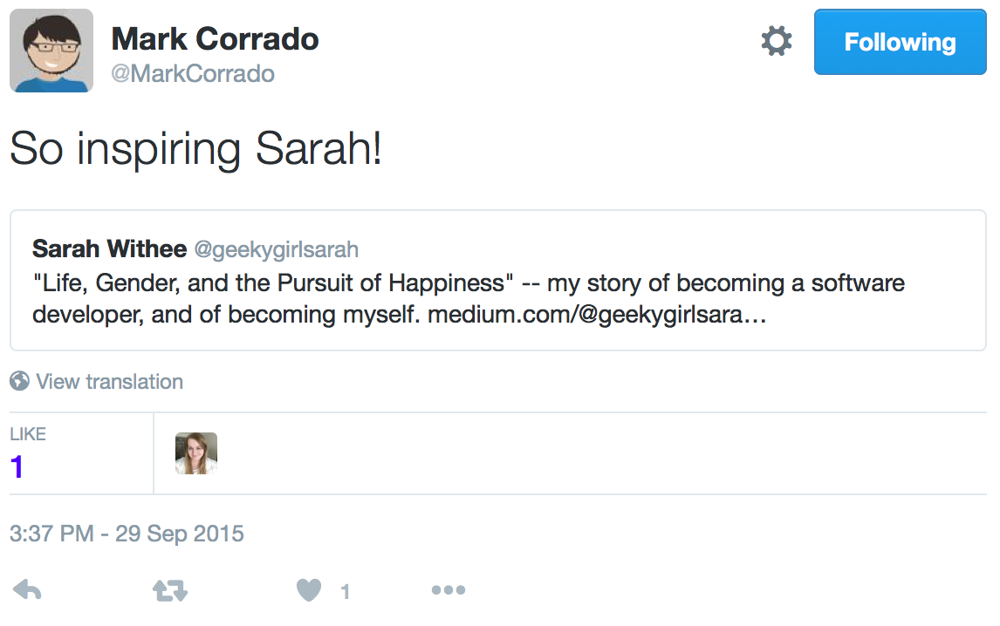 Mark Corrado
@MarkCorrado
Following
So inspiring Sarah!
Sarah Withee @geekygirlsarah
"Life, Gender, and the Pursuit of Happiness" -- my story of becoming a software
developer, and of becoming myself. medium.com/@geekygirlsara…
View translation
LIKE
1
3:37 PM - 29 Sep 2015
1